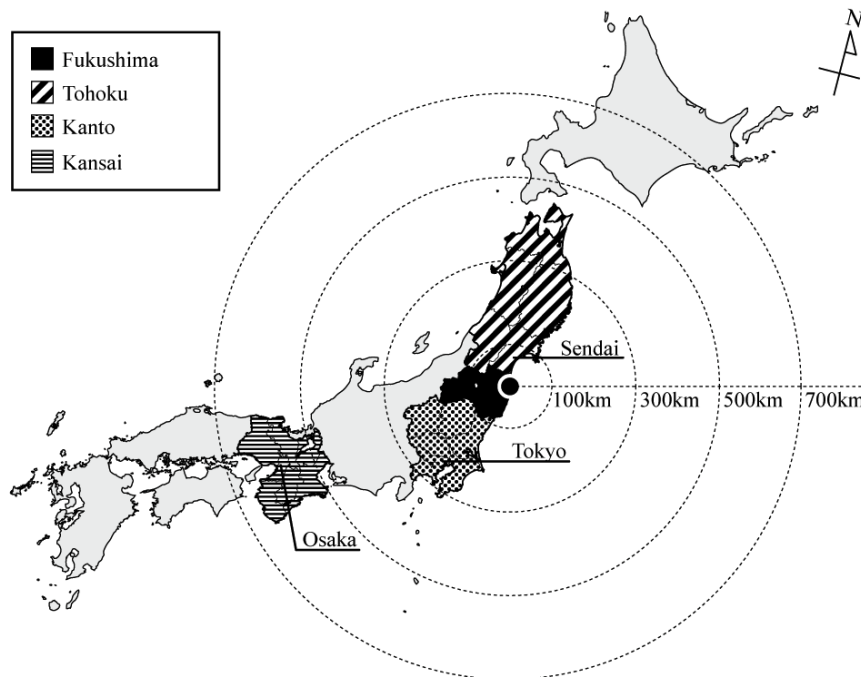 N
Fukushima
Tohoku
Kanto
Kansai
Sendai
100km
300km
500km
700km
Tokyo
Osaka